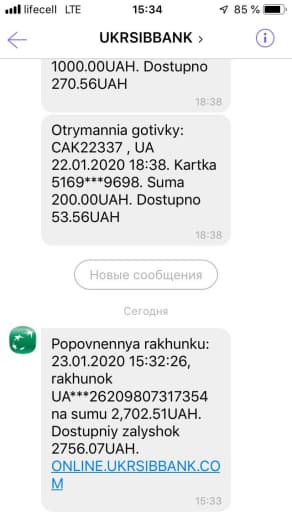 lifecell LTE 15:34 85 %
UKRSIBBANK >
1000.00UAH. Dostupno
270.56UAH
18:38
Otrymannia gotivky:
CAK22337 , UA
22.01.2020 18:38. Kartka
5169***9698. Suma
200.00UAH. Dostupno
53.56UAH
18:38
Новые сообщения
Сегодня
Popovnennya rakhunku:
23.01.2020 15:32:26,
rakhunok
UA***26209807317354
na sumu 2,702.51UAH.
Dostupniy zalyshok
2756.07UAH.
ONLINE.UKRSIBBANK.CO
M
15:33